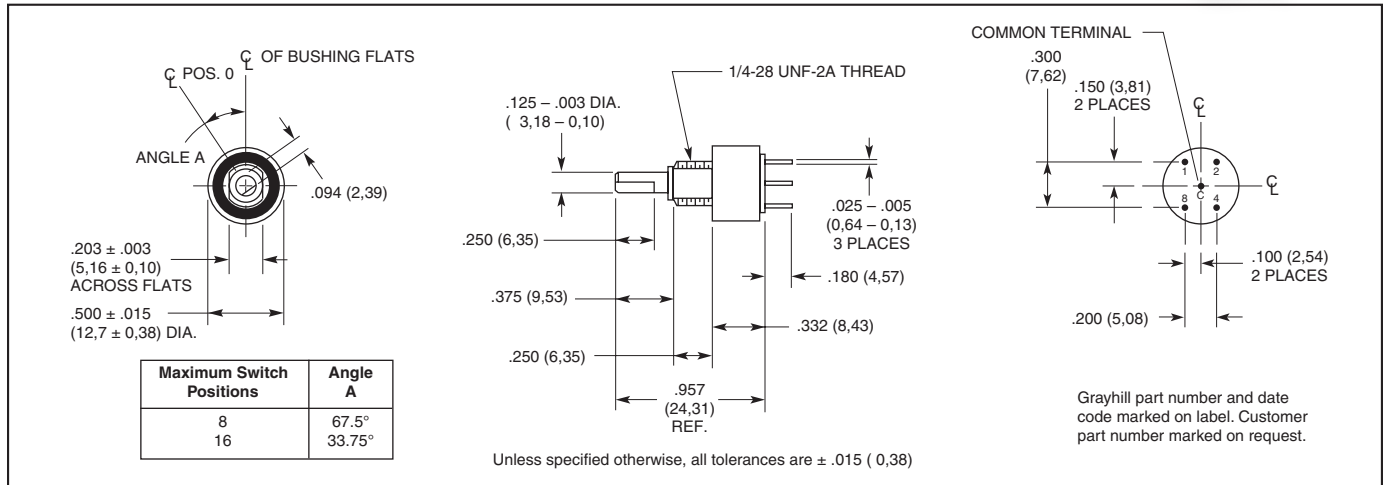 ℄ OF BUSHING FLATS
℄ POS. 0
ANGLE A
.094 (2,39)
.203 ± .003
(5,16 ± 0,10)
ACROSS FLATS
.500 ± .015
(12,7 ± 0,38) DIA.
Maximum Switch Positions | Angle A
8 | 67.5°
16 | 33.75°
1/4-28 UNF-2A THREAD
.125 – .003 DIA.
( 3,18 – 0,10)
.250 (6,35)
.375 (9,53)
.250 (6,35)
.957
(24,31)
REF.
.025 – .005
(0,64 – 0,13)
3 PLACES
.180 (4,57)
.332 (8,43)
Unless specified otherwise, all tolerances are ± .015 ( 0,38)
COMMON TERMINAL
.300
(7,62)
.150 (3,81)
2 PLACES
℄
1 2
C
℄
8 4
.100 (2,54)
2 PLACES
.200 (5,08)
Grayhill part number and date
code marked on label. Customer
part number marked on request.